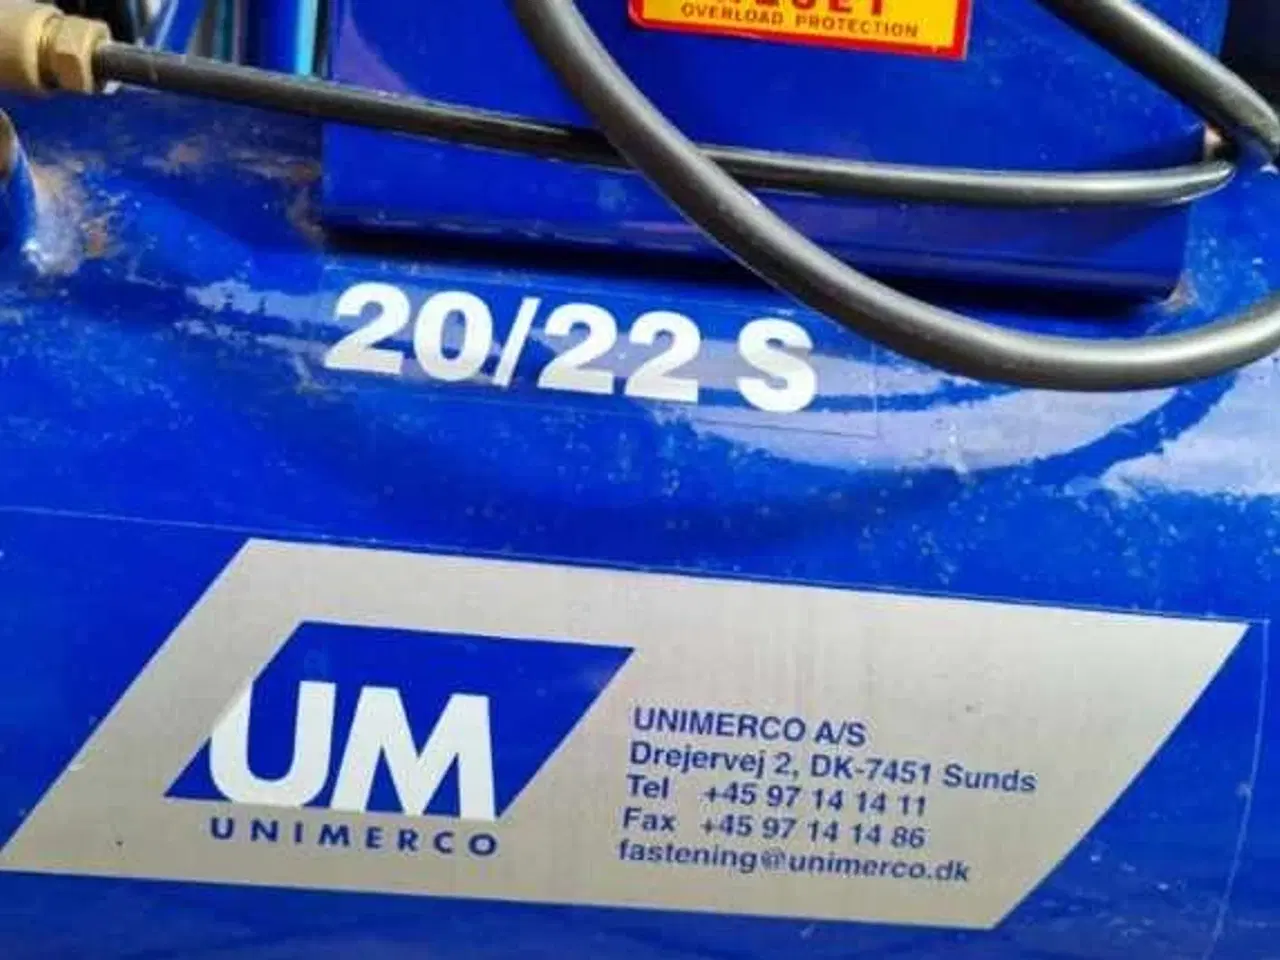 OVERLOAD PROTECTION
20/22 S
UM
UNIMERCO
UNIMERCO A/S
Drejervej 2, DK-7451 Sunds
Tel +45 97 14 14 11
Fax +45 97 14 14 86
fastening@unimerco.dk